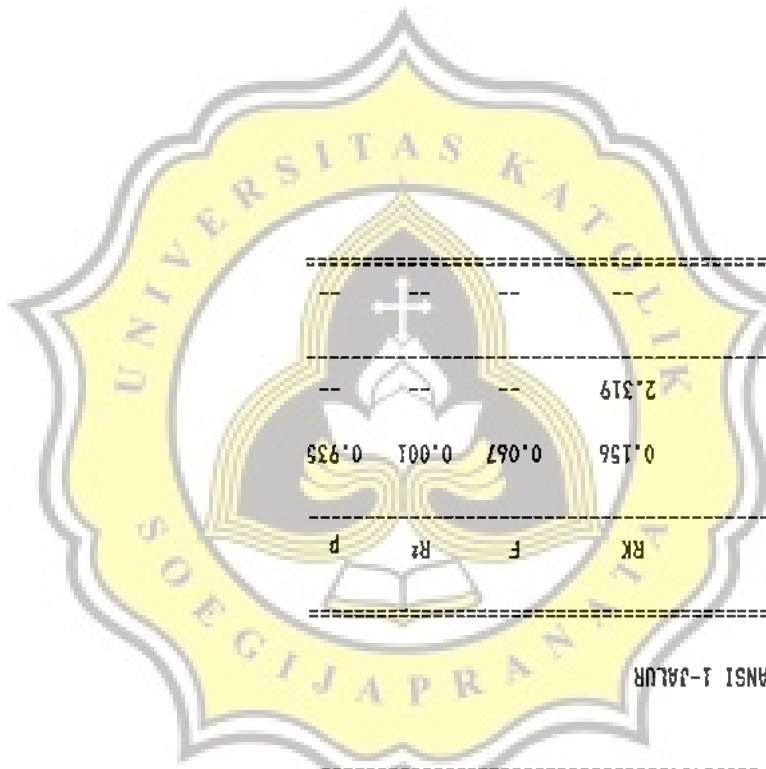 UNIVERSITAS KATOLIK
SOEGIJAPRANATA
ANSI 1-JALUR
RK F R² p
0.156 0.067 0.001 0.935
2.319 -- -- --
-- -- -- --